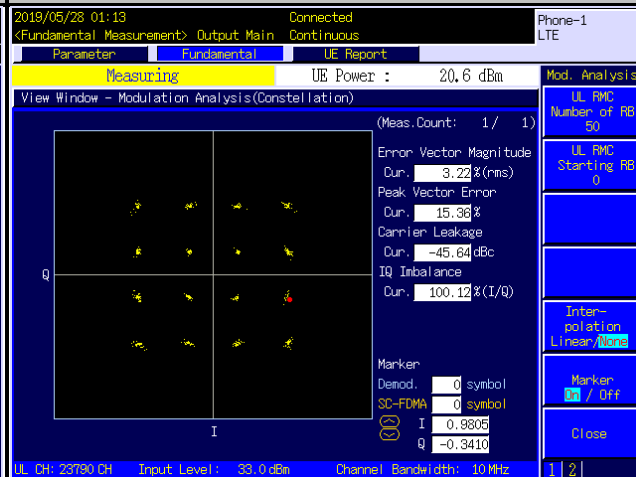 2019/05/28 01:13 Connected Phone-1
<Fundamental Measurement> Output Main Continuous LTE
Parameter Fundamental UE Report
Measuring UE Power : 20.6 dBm Mod. Analysis
View Window - Modulation Analysis(Constellation)
UL RMC
Number of RB
50
(Meas.Count: 1/ 1)
UL RMC
Starting RB
0
Error Vector Magnitude
Cur. 3.22 %(rms)
Peak Vector Error
Cur. 15.36 %
Carrier Leakage
Cur. -45.64 dBc
IQ Imbalance
Cur. 100.12 %(I/Q)
Q
I
Inter-
polation
Linear/None
Marker
Demod. 0 symbol
SC-FDMA 0 symbol
I 0.9805
Q -0.3410
Marker
On / Off
Close
UL CH: 23790 CH Input Level: 33.0 dBm Channel Bandwidth: 10 MHz 1 2